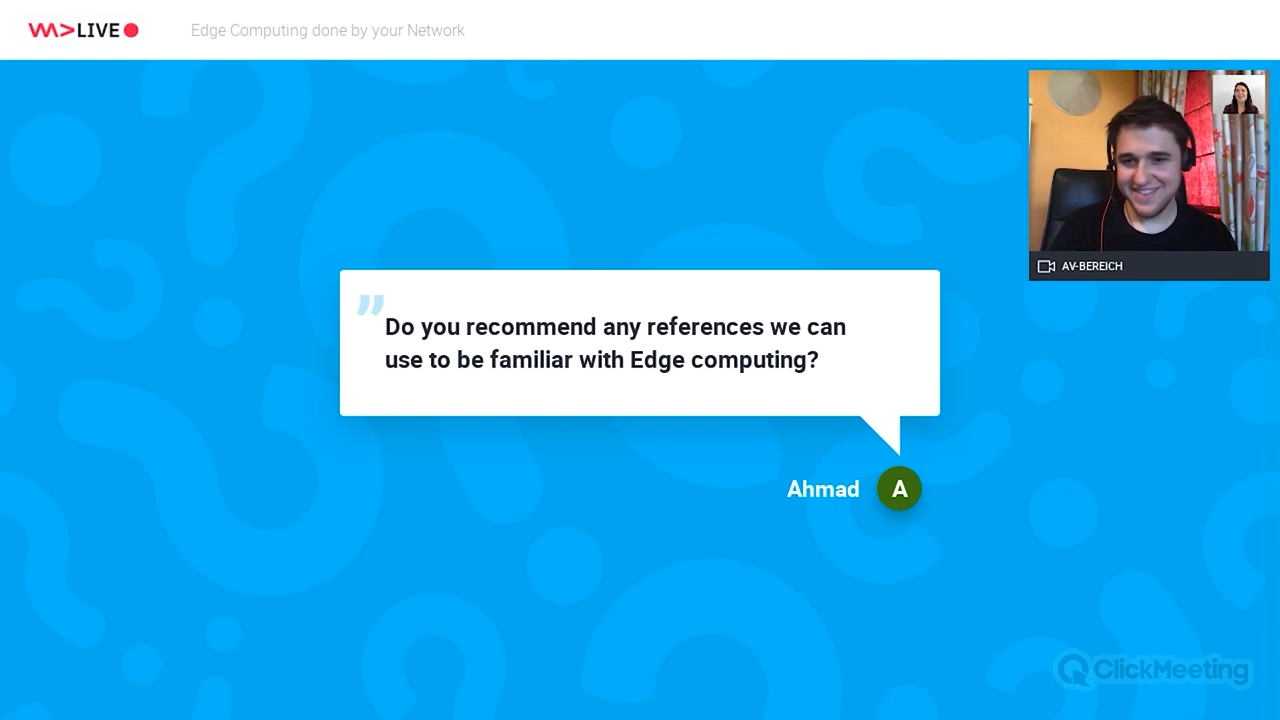 LIVE
Edge Computing done by your Network
AV-BEREICH
"
Do you recommend any references we can
use to be familiar with Edge computing?
Ahmad A
ClickMeeting